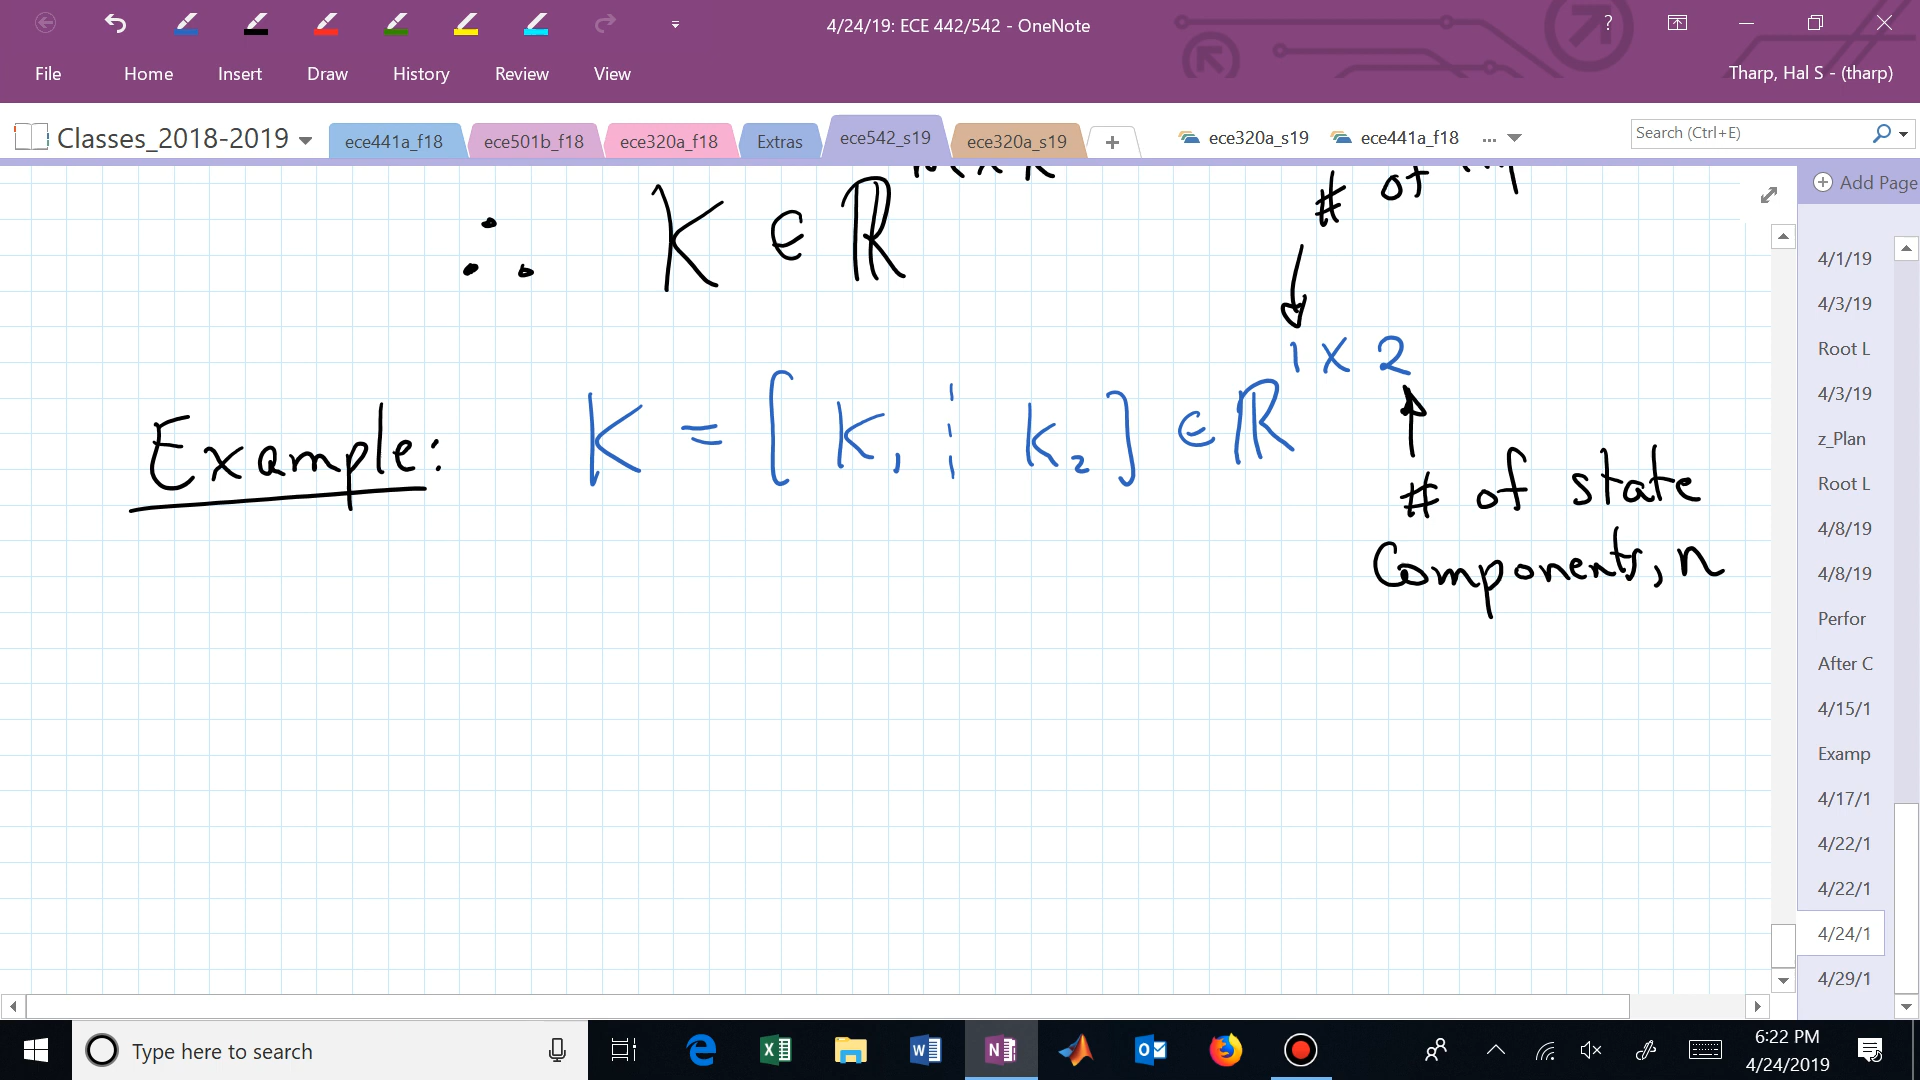 4/24/19: ECE 442/542 - OneNote
?
File Home Insert Draw History Review View
Tharp, Hal S - (tharp)
Classes_2018-2019
ece441a_f18
ece501b_f18
ece320a_f18
Extras
ece542_s19
ece320a_s19
+
ece320a_s19
ece441a_f18
...
Search (Ctrl+E)
Add Page
# of
∴ K ∈ ℝ
1 x 2
Example: K = [ k₁ ⋮ k₂ ] ∈ ℝ
# of state
Components, n
4/1/19
4/3/19
Root L
4/3/19
z_Plan
Root L
4/8/19
4/8/19
Perfor
After C
4/15/1
Examp
4/17/1
4/22/1
4/22/1
4/24/1
4/29/1
Type here to search
6:22 PM
4/24/2019